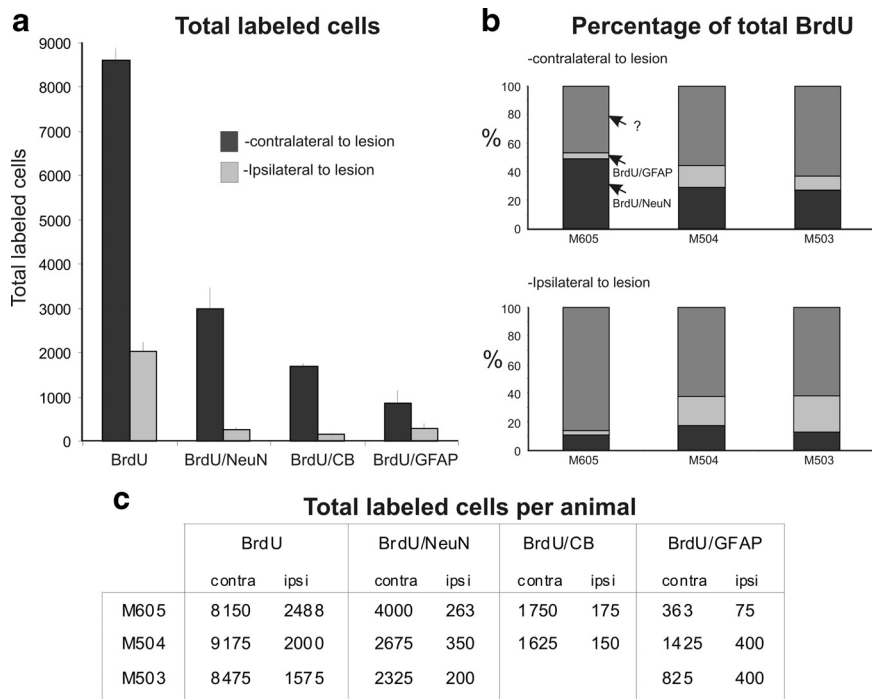 a Total labeled cells
9000
8000
7000
6000
5000
4000
3000
2000
1000
0
Total labeled cells
-contralateral to lesion
-Ipsilateral to lesion
BrdU BrdU/NeuN BrdU/CB BrdU/GFAP
b Percentage of total BrdU
-contralateral to lesion
100
80
60
40
20
0
%
?
BrdU/GFAP
BrdU/NeuN
M605 M504 M503
-Ipsilateral to lesion
100
80
60
40
20
0
%
M605 M504 M503
c Total labeled cells per animal
BrdU BrdU/NeuN BrdU/CB BrdU/GFAP
contra ipsi contra ipsi contra ipsi contra ipsi
M605 8150 2488 4000 263 1750 175 363 75
M504 9175 2000 2675 350 1625 150 1425 400
M503 8475 1575 2325 200 825 400